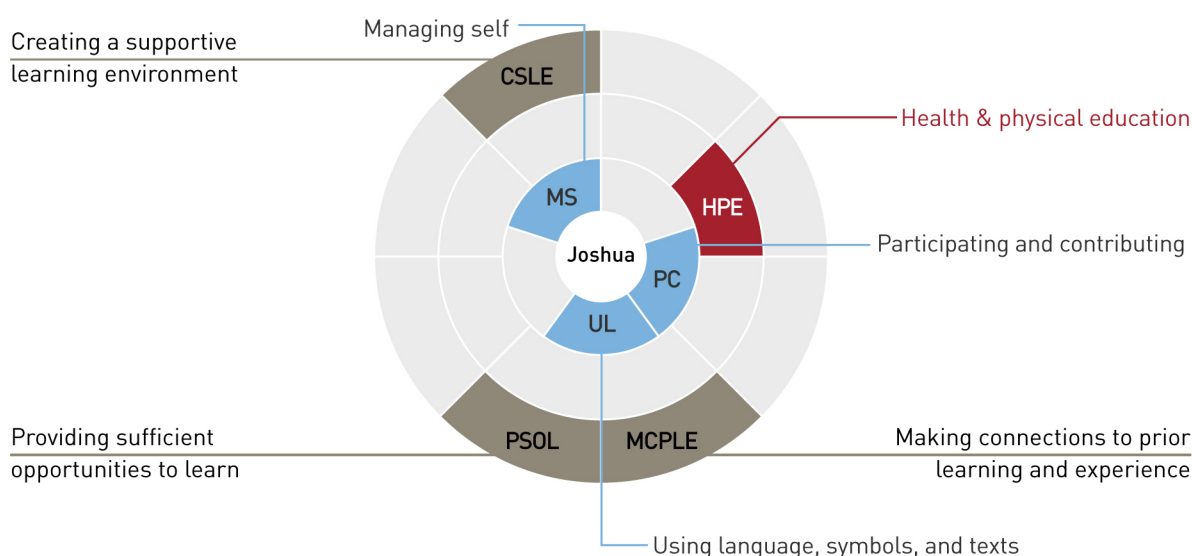 Managing self
Creating a supportive
learning environment
CSLE
Health & physical education
MS
HPE
Participating and contributing
Joshua
PC
UL
Providing sufficient
opportunities to learn
PSOL
MCPLE
Making connections to prior
learning and experience
Using language, symbols, and texts